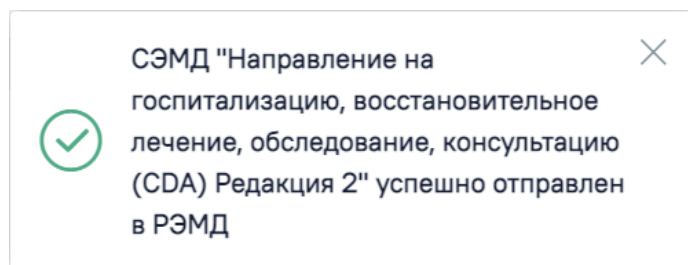 СЭМД "Направление на
госпитализацию, восстановительное
лечение, обследование, консультацию
(CDA) Редакция 2" успешно отправлен
в РЭМД